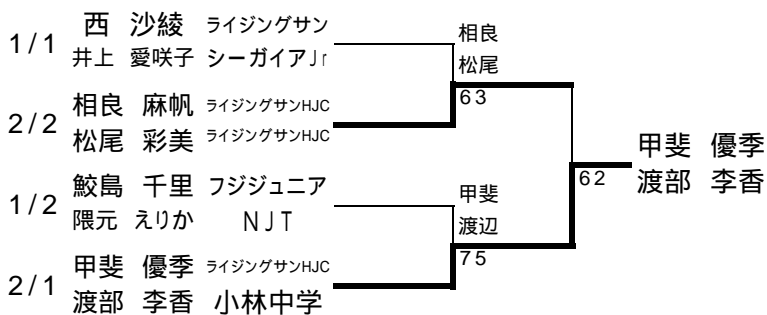 1/1 西 沙綾 ライジングサン
井上 愛咲子 シーガイアJr
相良
松尾
63
2/2 相良 麻帆 ライジングサンHJC
松尾 彩美 ライジングサンHJC
甲斐 優季
渡部 李香
62
1/2 鮫島 千里 フジジュニア
隈元 えりか NJT
甲斐
渡辺
75
2/1 甲斐 優季 ライジングサンHJC
渡部 李香 小林中学